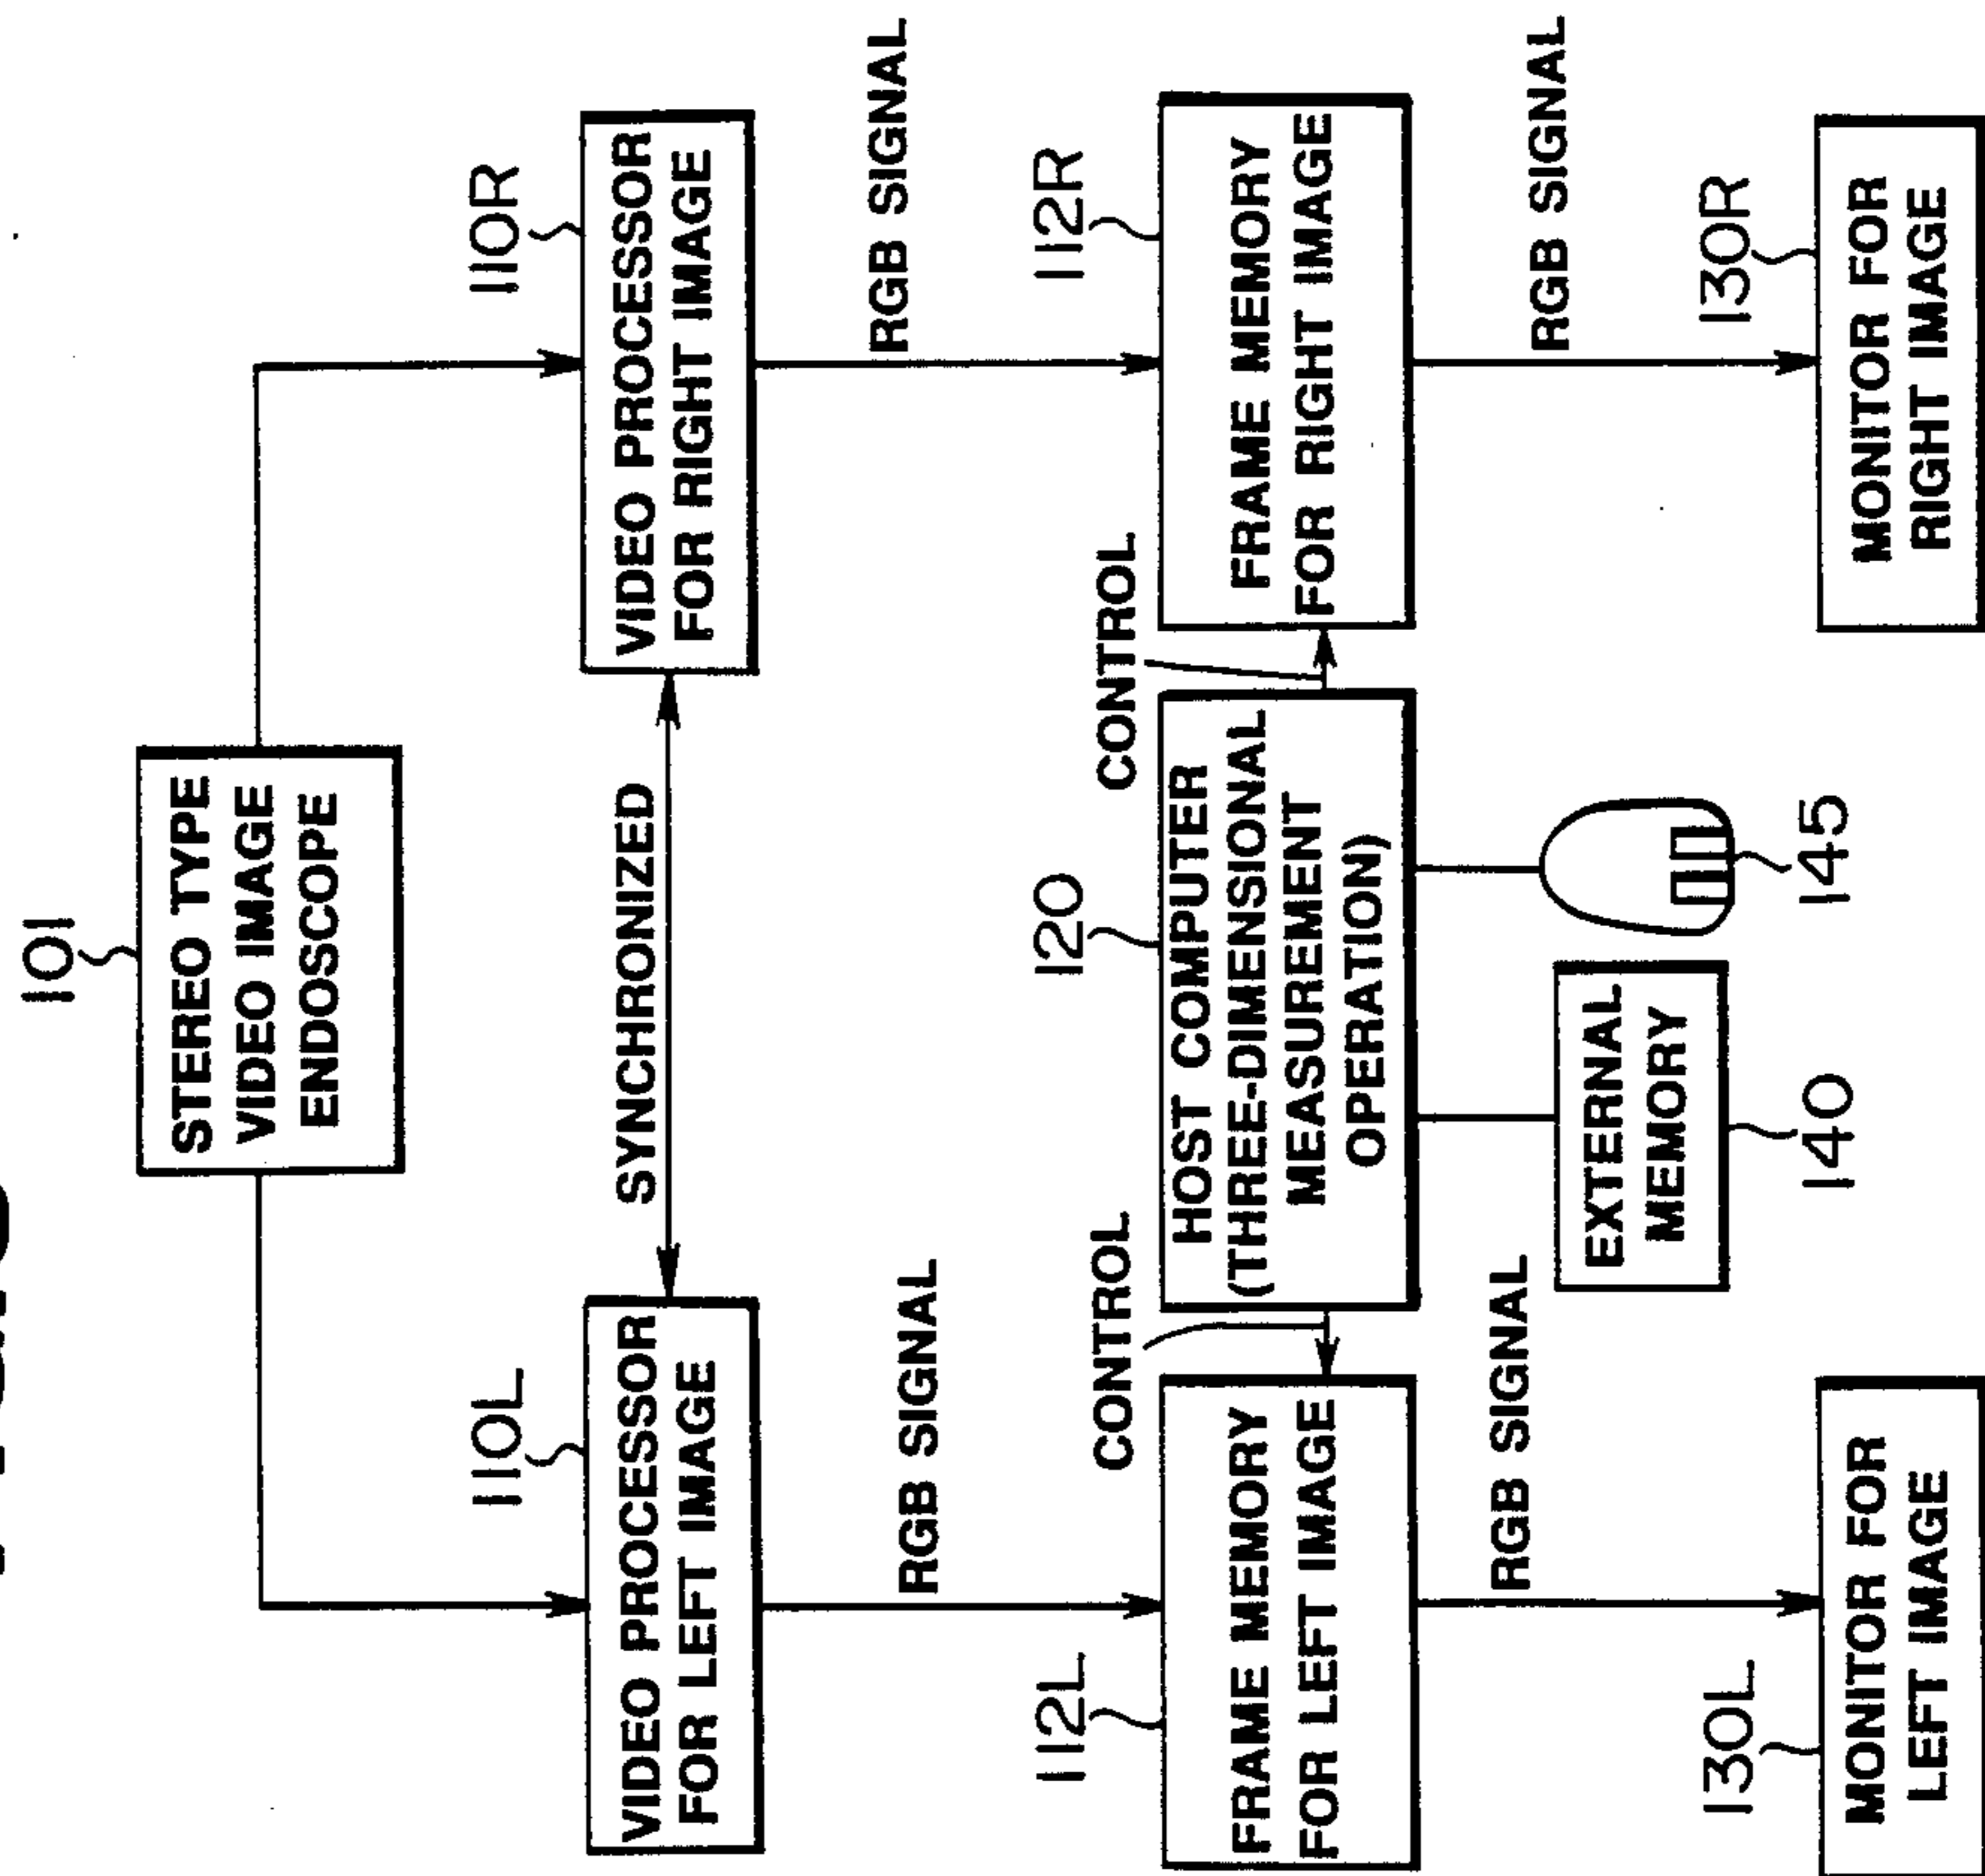 101
STEREO TYPE
VIDEO IMAGE
ENDOSCOPE
110L
VIDEO PROCESSOR
FOR LEFT IMAGE
SYNCHRONIZED
110R
VIDEO PROCESSOR
FOR RIGHT IMAGE
RGB SIGNAL
RGB SIGNAL
112L
FRAME MEMORY
FOR LEFT IMAGE
CONTROL
120
HOST COMPUTER
(THREE-DIMENSIONAL
MEASUREMENT
OPERATION)
CONTROL
112R
FRAME MEMORY
FOR RIGHT IMAGE
RGB SIGNAL
EXTERNAL
MEMORY
140
145
RGB SIGNAL
130L
MONITOR FOR
LEFT IMAGE
130R
MONITOR FOR
RIGHT IMAGE